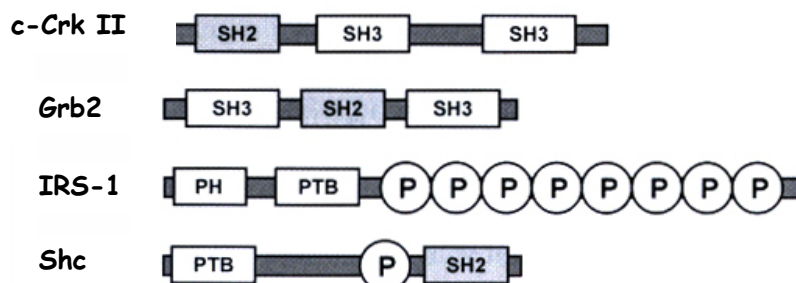 c-Crk II SH2 SH3 SH3
Grb2 SH3 SH2 SH3
IRS-1 PH PTB P P P P P P P P
Shc PTB P SH2